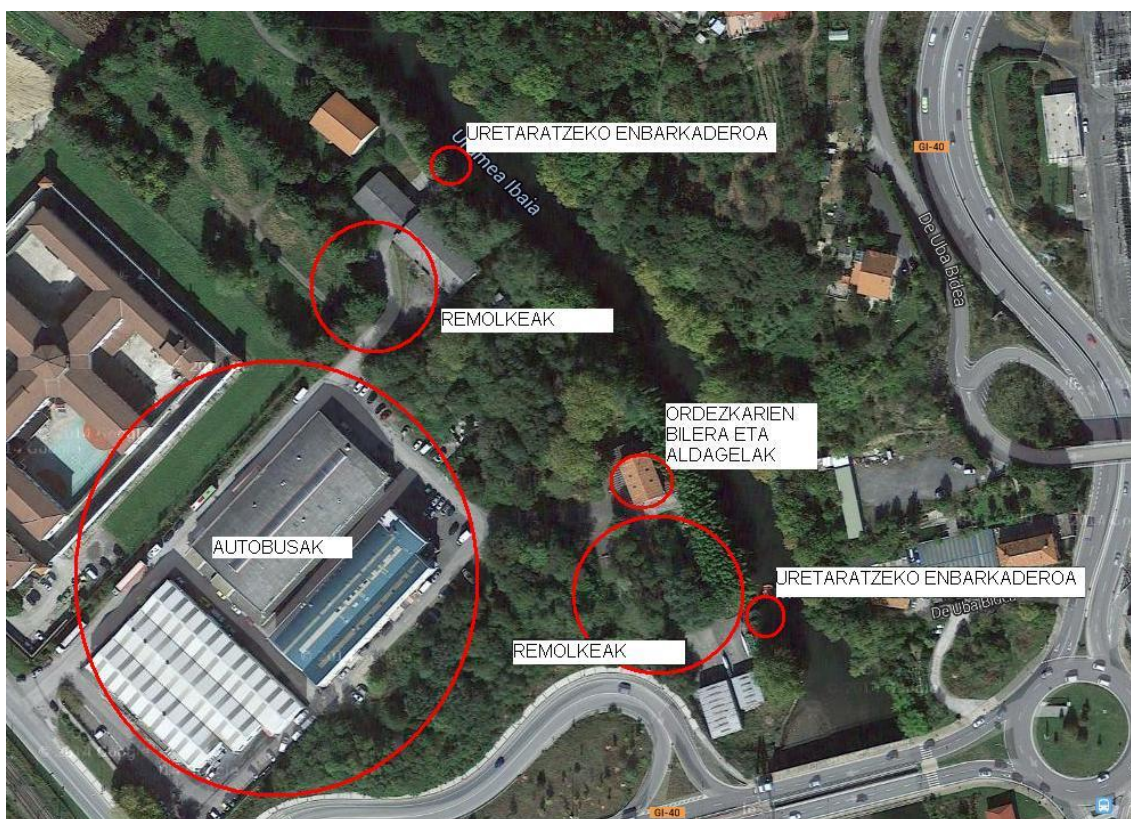 URETARATZEKO ENBARKADEROA
GI-40
Urumea Ibaia
De Uba Bidea
REMOLKEAK
ORDEZKARIEN
BILERA ETA
ALDAGELAK
AUTOBUSAK
URETARATZEKO ENBARKADEROA
De Uba Bidea
REMOLKEAK
GI-40